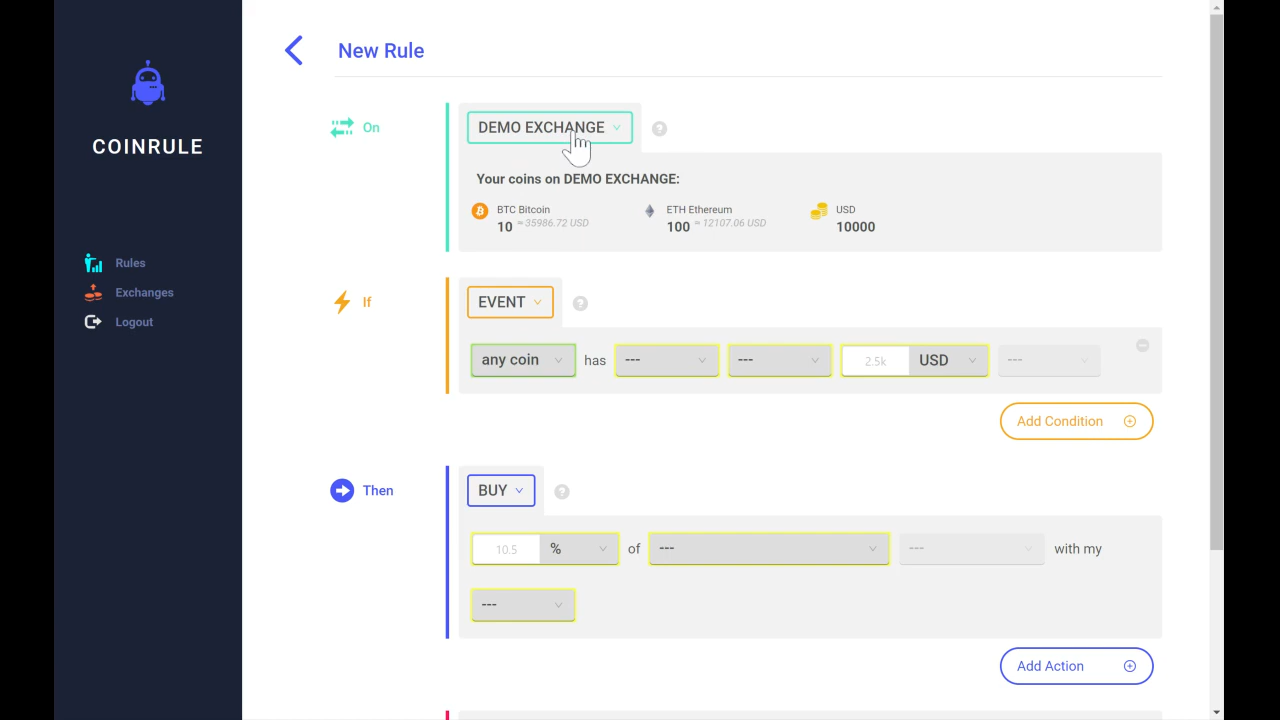 New Rule
COINRULE
Rules
Exchanges
Logout
On
DEMO EXCHANGE
?
Your coins on DEMO EXCHANGE:
BTC Bitcoin
10 ≈ 35986.72 USD
ETH Ethereum
100 ≈ 12107.06 USD
USD
10000
If
EVENT
?
any coin has --- --- 2.5k USD ---
Add Condition
Then
BUY
?
10.5 % of --- --- with my
---
Add Action